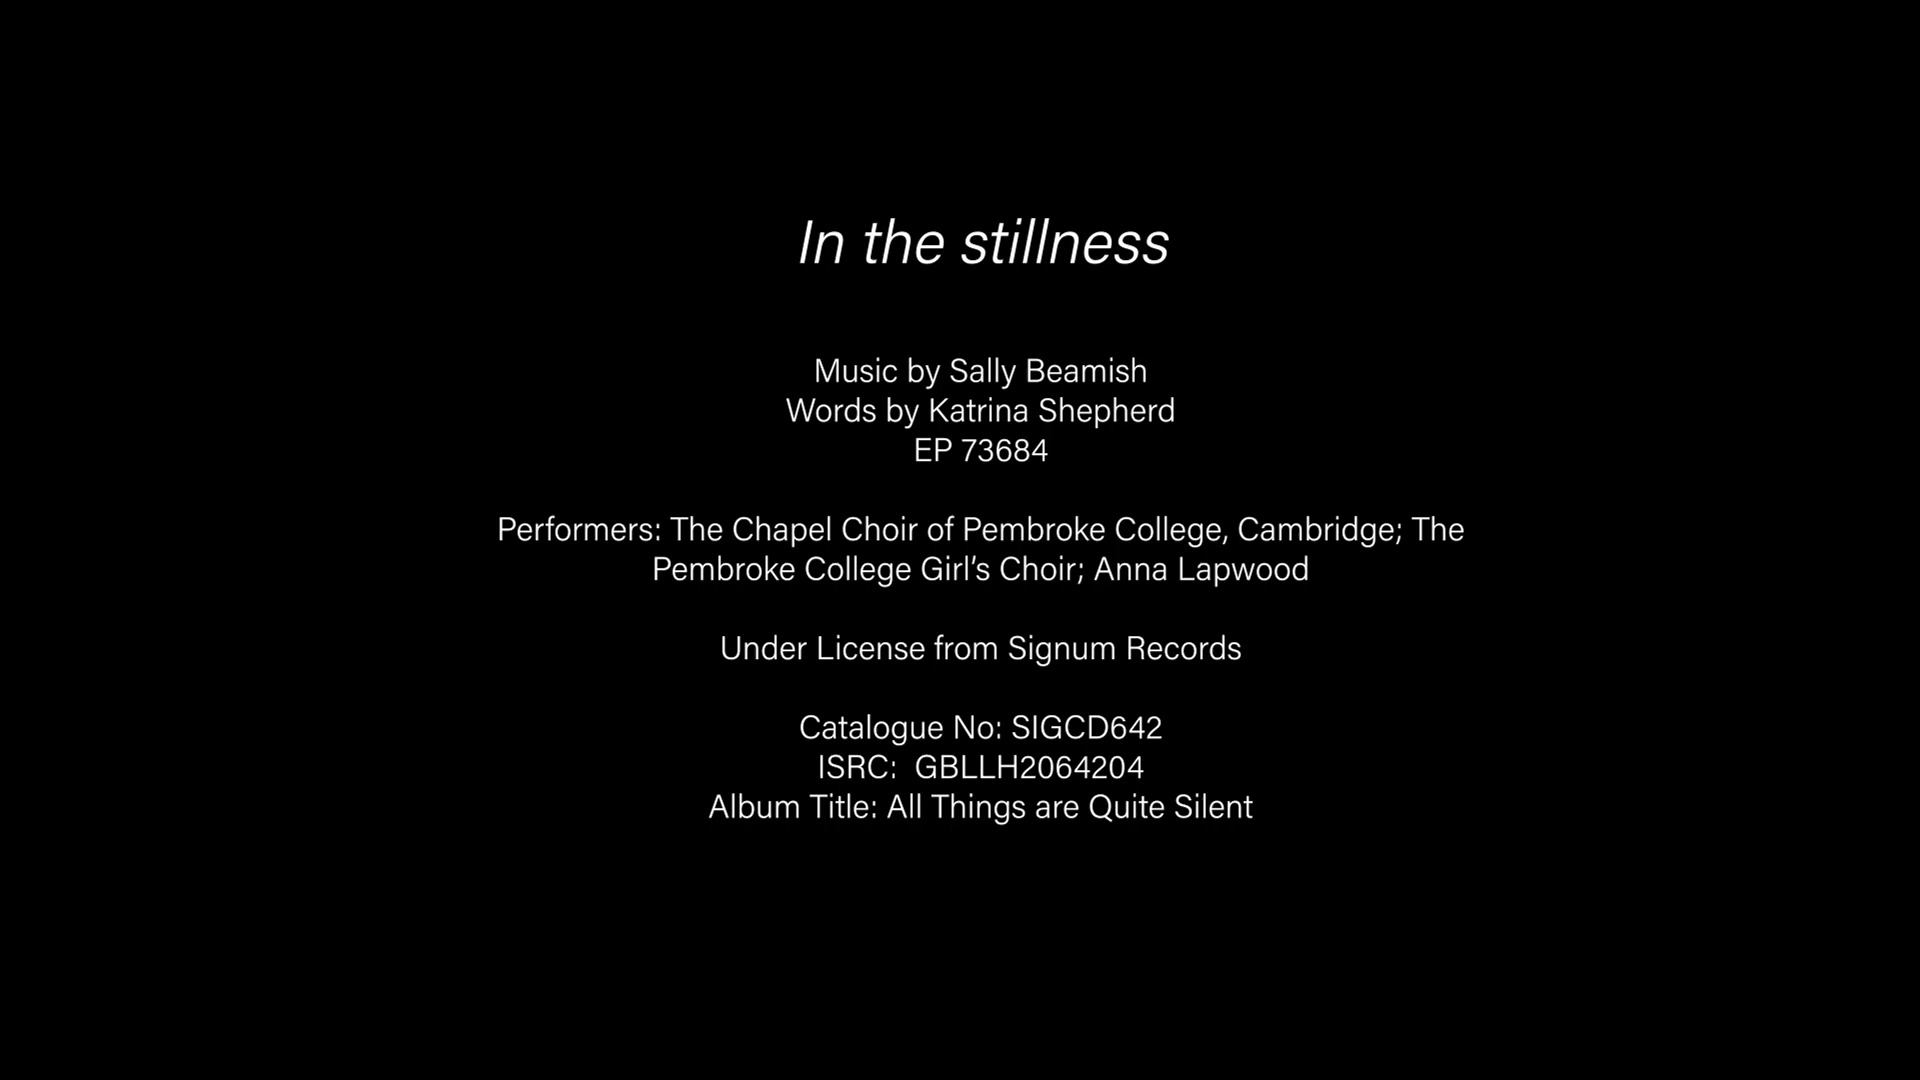 In the stillness
Music by Sally Beamish
Words by Katrina Shepherd
EP 73684
Performers: The Chapel Choir of Pembroke College, Cambridge; The
Pembroke College Girl’s Choir; Anna Lapwood
Under License from Signum Records
Catalogue No: SIGCD642
ISRC:  GBLLH2064204
Album Title: All Things are Quite Silent